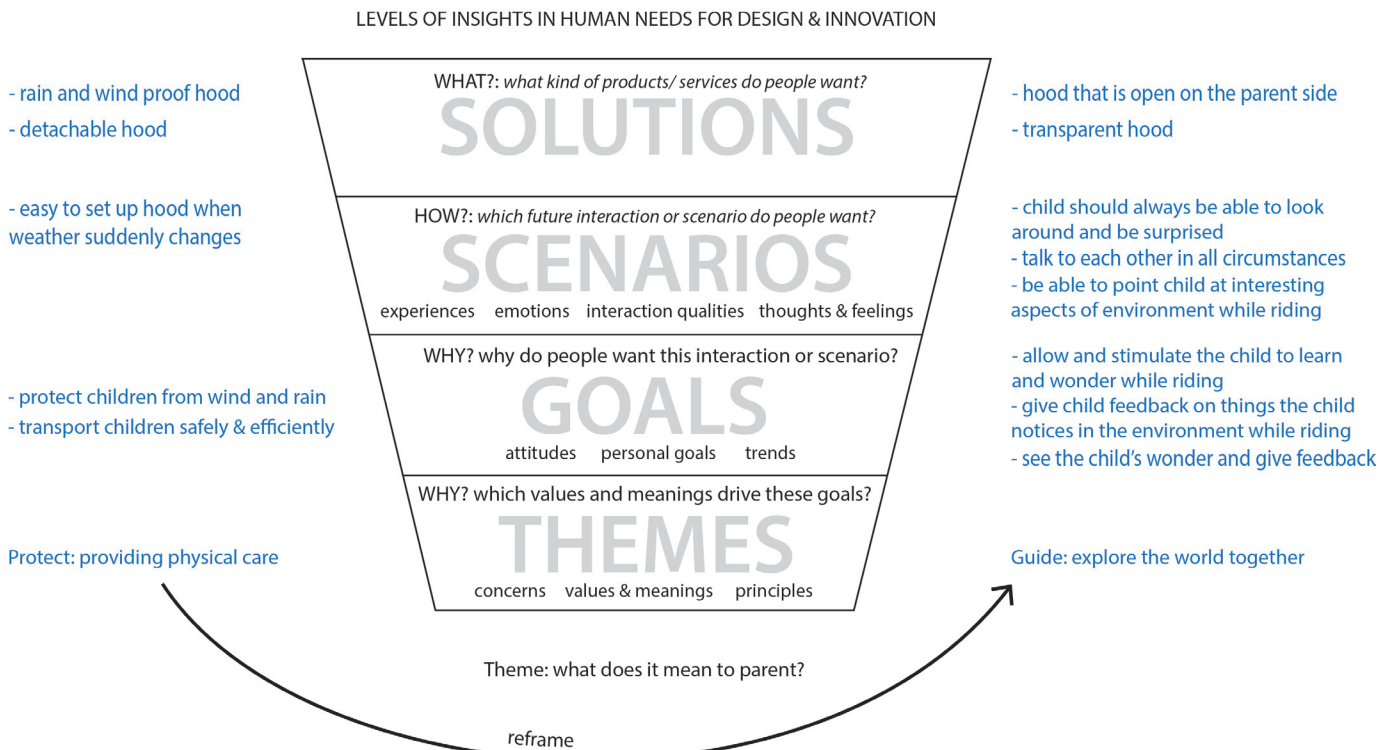 LEVELS OF INSIGHTS IN HUMAN NEEDS FOR DESIGN & INNOVATION
- rain and wind proof hood
- detachable hood
- easy to set up hood when
weather suddenly changes
- protect children from wind and rain
- transport children safely & efficiently
Protect: providing physical care
WHAT?: what kind of products/ services do people want?
SOLUTIONS
HOW?: which future interaction or scenario do people want?
SCENARIOS
experiences emotions interaction qualities thoughts & feelings
WHY? why do people want this interaction or scenario?
GOALS
attitudes personal goals trends
WHY? which values and meanings drive these goals?
THEMES
concerns values & meanings principles
- hood that is open on the parent side
- transparent hood
- child should always be able to look
around and be surprised
- talk to each other in all circumstances
- be able to point child at interesting
aspects of environment while riding
- allow and stimulate the child to learn
and wonder while riding
- give child feedback on things the child
notices in the environment while riding
- see the child’s wonder and give feedback
Guide: explore the world together
Theme: what does it mean to parent?
reframe